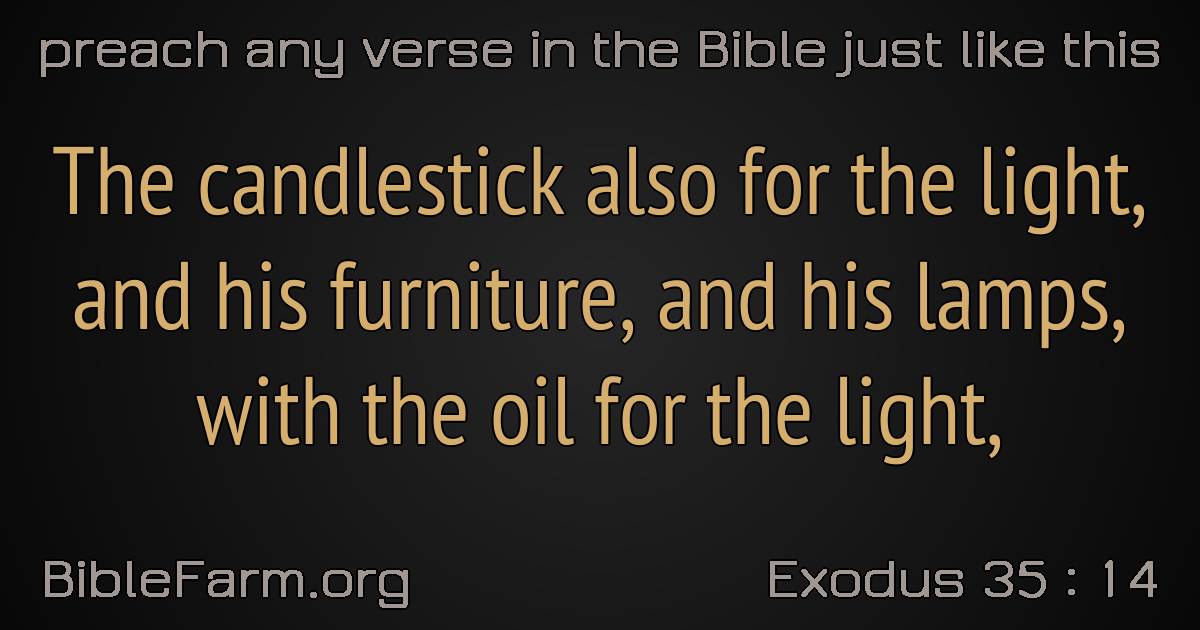 preach any verse in the Bible just like this
The candlestick also for the light,
and his furniture, and his lamps,
with the oil for the light,
BibleFarm.org
Exodus 35 : 14